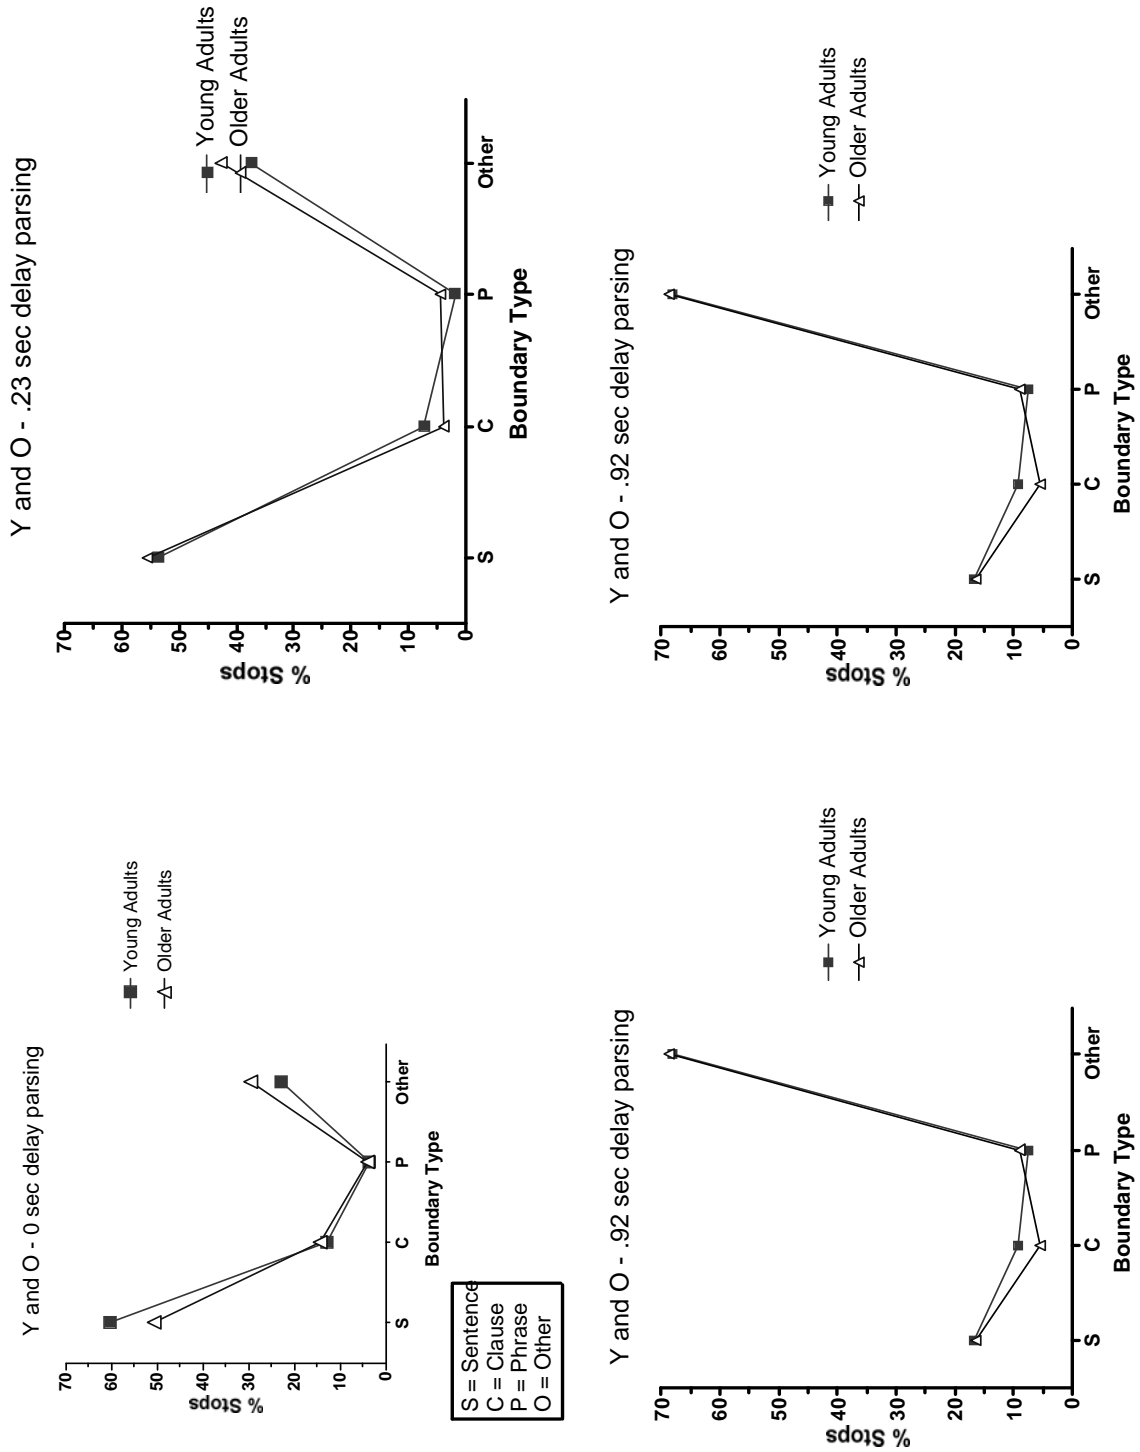 Y and O - 0 sec delay parsing
70
60
50
40
30
20
10
0
% Stops
S
C
P
Other
Boundary Type
Young Adults
Older Adults
Y and O - .23 sec delay parsing
70
60
50
40
30
20
10
0
% Stops
S
C
P
Other
Boundary Type
Young Adults
Older Adults
S = Sentence
C = Clause
P = Phrase
O = Other
Y and O - .92 sec delay parsing
70
60
50
40
30
20
10
0
% Stops
S
C
P
Other
Boundary Type
Young Adults
Older Adults
Y and O - .92 sec delay parsing
70
60
50
40
30
20
10
0
% Stops
S
C
P
Other
Boundary Type
Young Adults
Older Adults